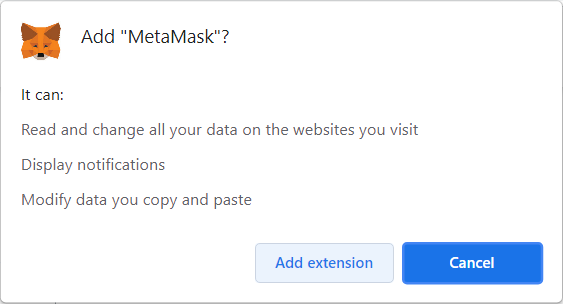 Add "MetaMask"?
It can:
Read and change all your data on the websites you visit
Display notifications
Modify data you copy and paste
Add extension
Cancel